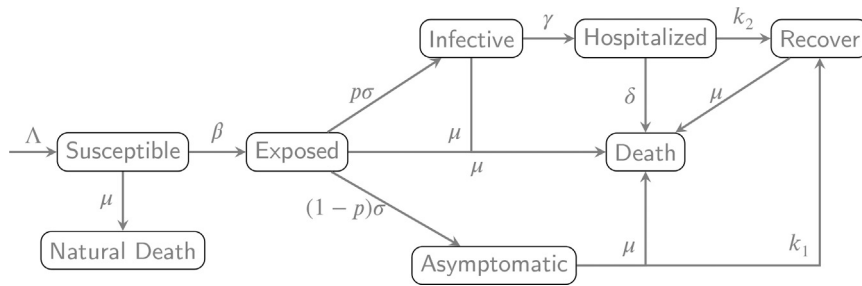 Infective γ Hospitalized k₂ Recover
pσ δ μ
Λ Susceptible β Exposed μ μ Death
μ (1 − p)σ
Natural Death Asymptomatic μ k₁